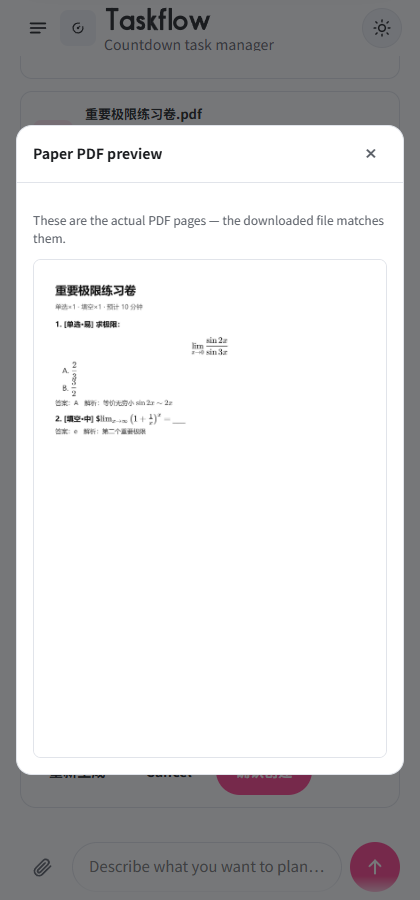 Taskflow
Countdown task manager
重要极限练习卷.pdf
Paper PDF preview
These are the actual PDF pages — the downloaded file matches
them.
重要极限练习卷
单选×1 · 填空×1 · 预计 10 分钟
1. [单选·易] 求极限：
lim x→0 sin 2x / sin 3x
A. 2/3
B. 3/2
答案：A 解析：等价无穷小 sin 2x ∼ 2x
2. [填空·中] $lim x→∞ (1 + 1/x)^x = __
答案：e 解析：第二个重要极限
Cancel
Describe what you want to plan…